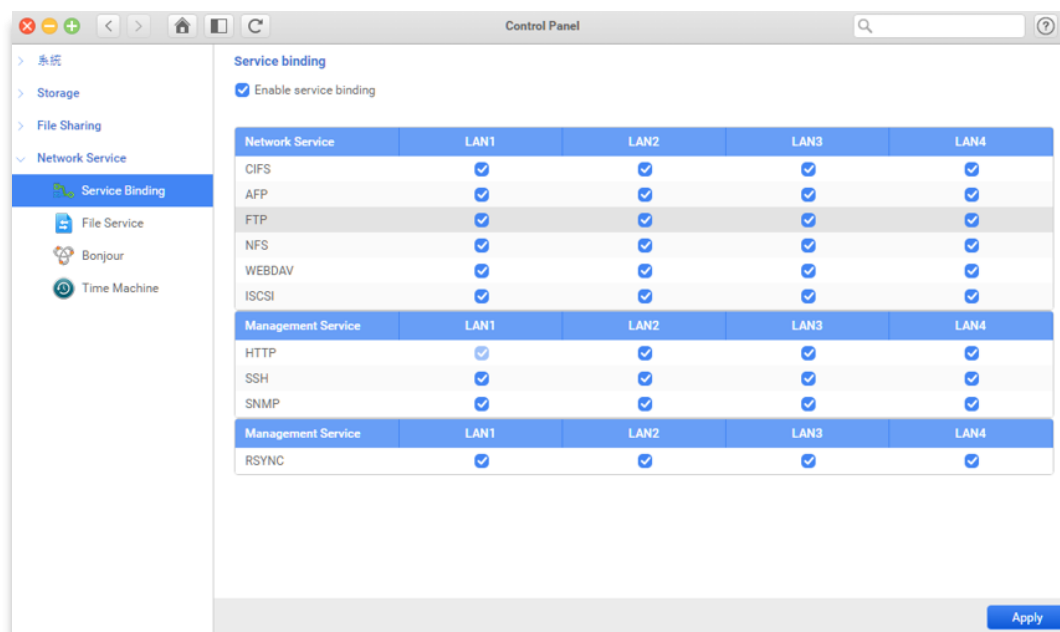 Control Panel
系統
Storage
File Sharing
Network Service
Service Binding
File Service
Bonjour
Time Machine
Service binding
Enable service binding
Network Service LAN1 LAN2 LAN3 LAN4
CIFS
AFP
FTP
NFS
WEBDAV
ISCSI
Management Service LAN1 LAN2 LAN3 LAN4
HTTP
SSH
SNMP
Management Service LAN1 LAN2 LAN3 LAN4
RSYNC
Apply